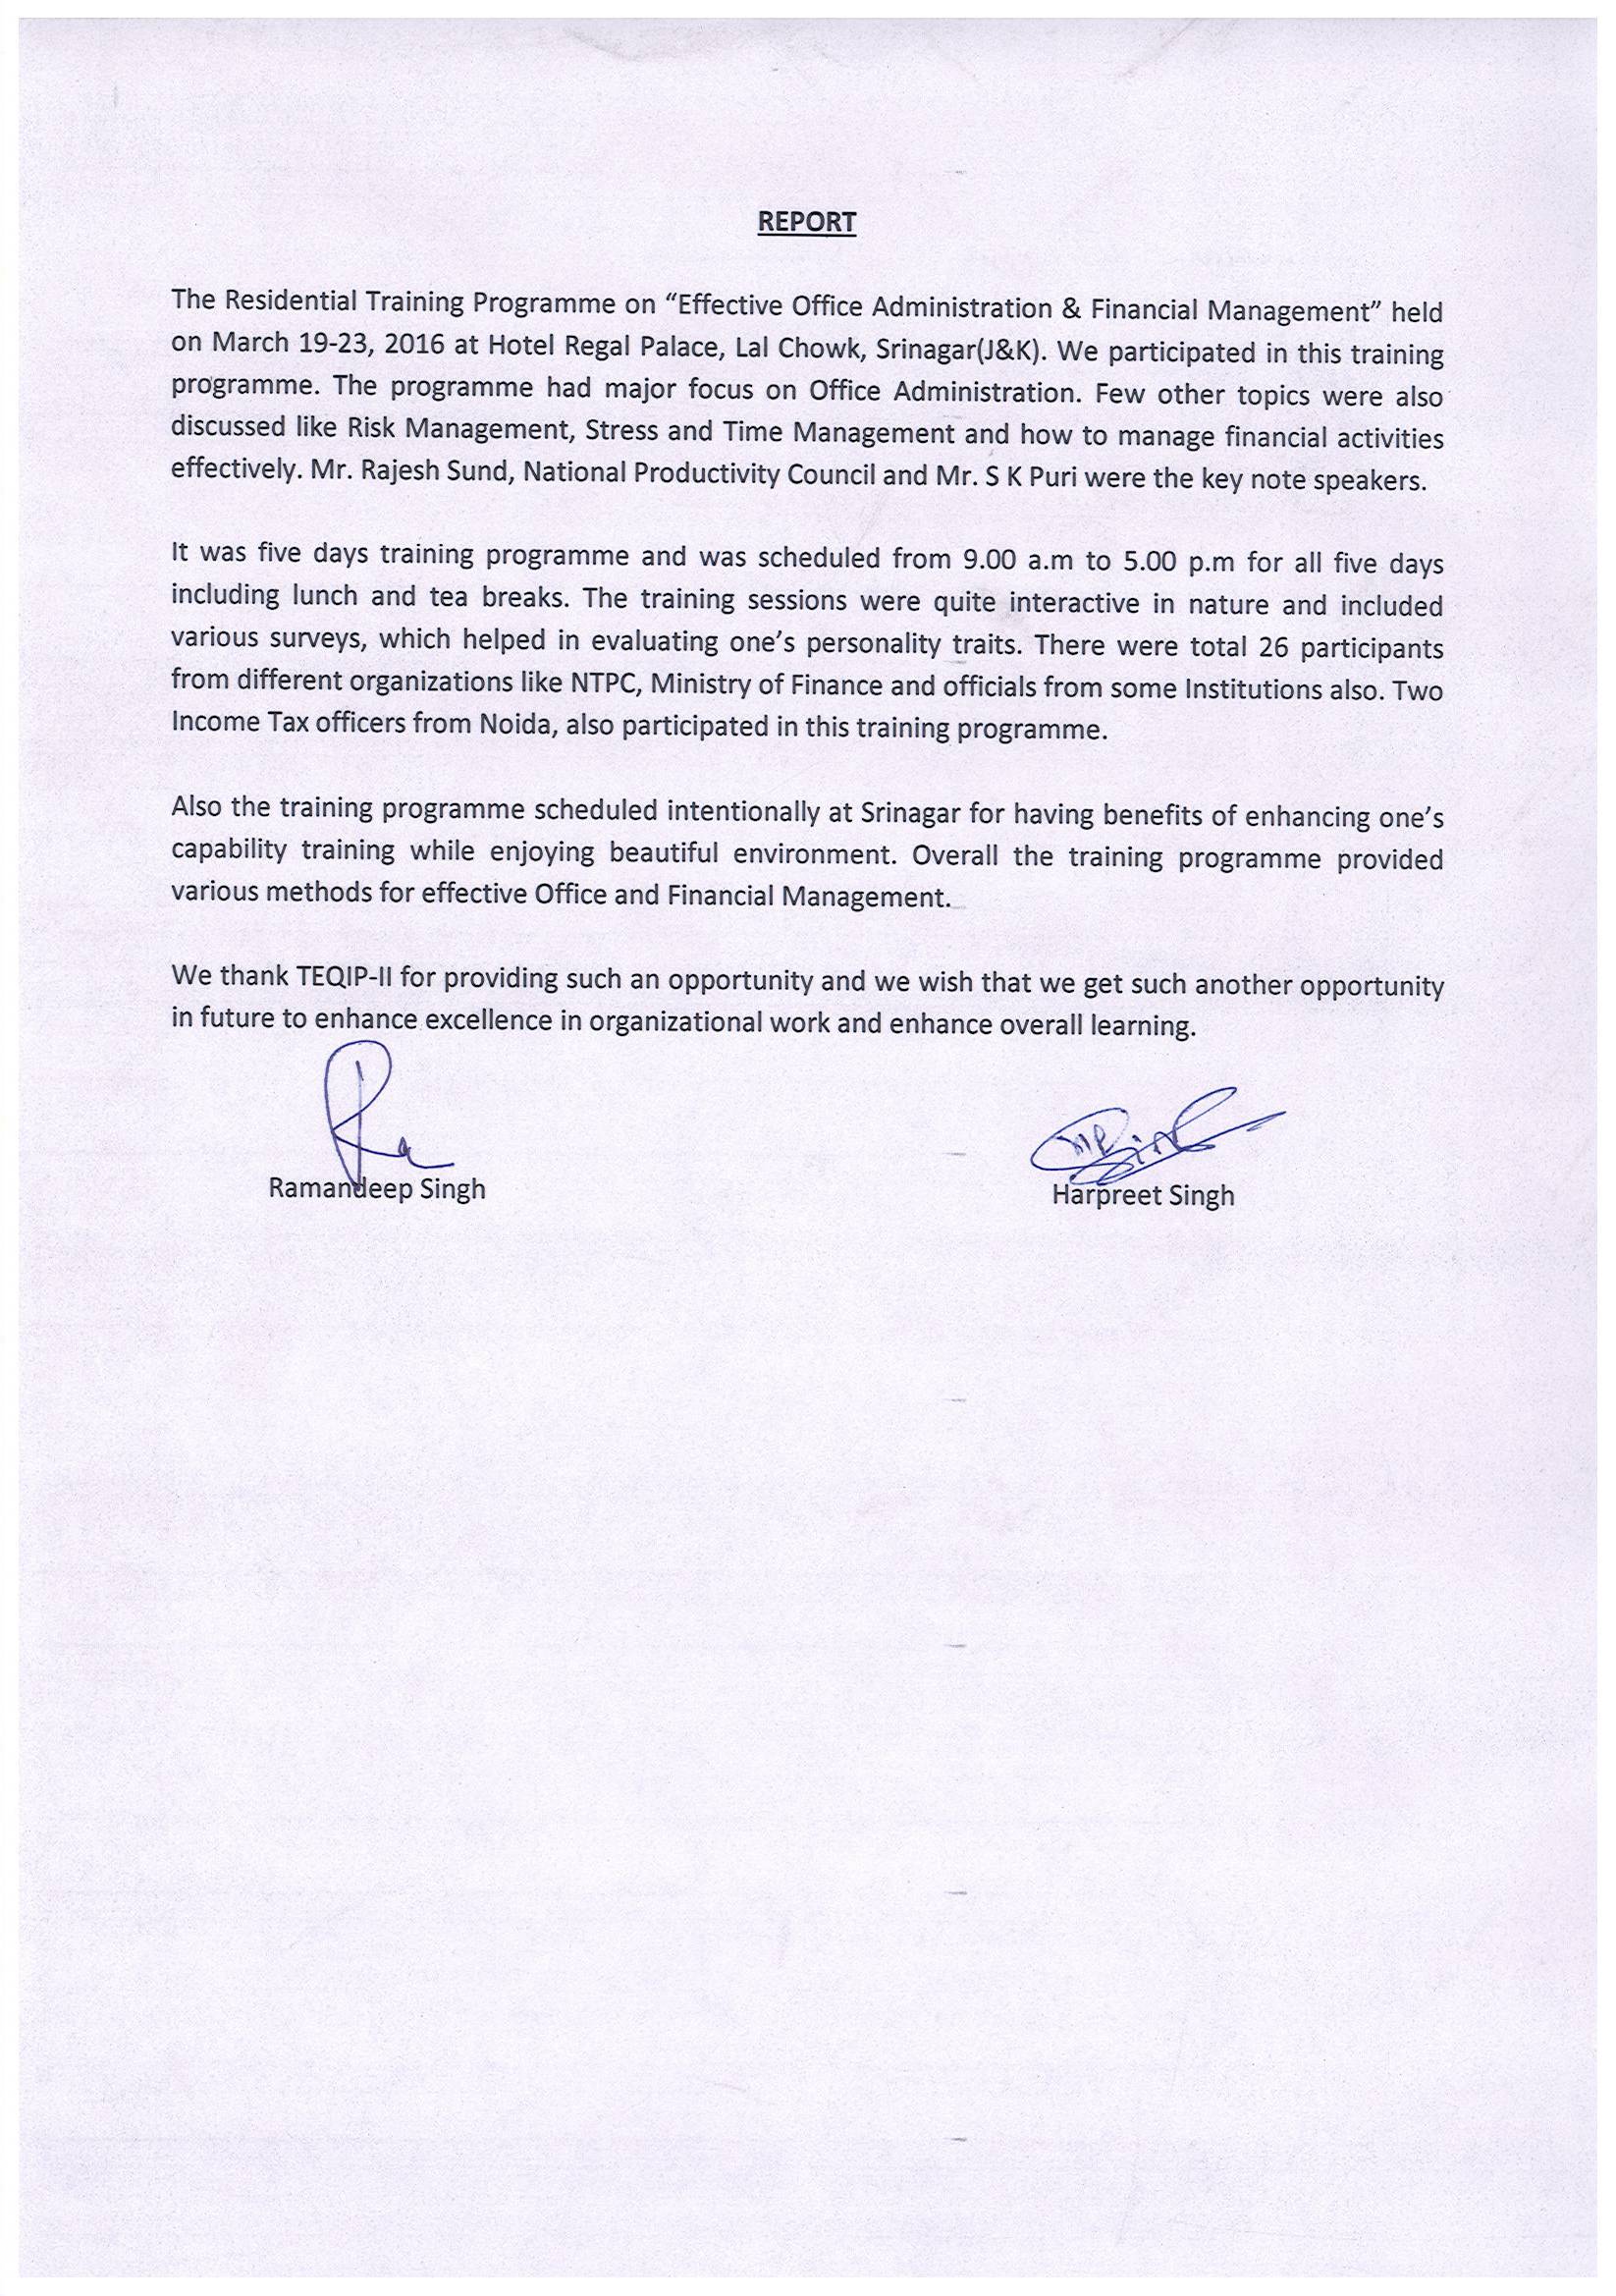 REPORT
The Residential Training Programme on “Effective Office Administration & Financial Management” held
on March 19-23, 2016 at Hotel Regal Palace, Lal Chowk, Srinagar(J&K). We participated in this training
programme. The programme had major focus on Office Administration. Few other topics were also
discussed like Risk Management, Stress and Time Management and how to manage financial activities
effectively. Mr. Rajesh Sund, National Productivity Council and Mr. S K Puri were the key note speakers.
It was five days training programme and was scheduled from 9.00 a.m to 5.00 p.m for all five days
including lunch and tea breaks. The training sessions were quite interactive in nature and included
various surveys, which helped in evaluating one’s personality traits. There were total 26 participants
from different organizations like NTPC, Ministry of Finance and officials from some Institutions also. Two
Income Tax officers from Noida, also participated in this training programme.
Also the training programme scheduled intentionally at Srinagar for having benefits of enhancing one’s
capability training while enjoying beautiful environment. Overall the training programme provided
various methods for effective Office and Financial Management.
We thank TEQIP-II for providing such an opportunity and we wish that we get such another opportunity
in future to enhance excellence in organizational work and enhance overall learning.
Ramandeep Singh
Harpreet Singh